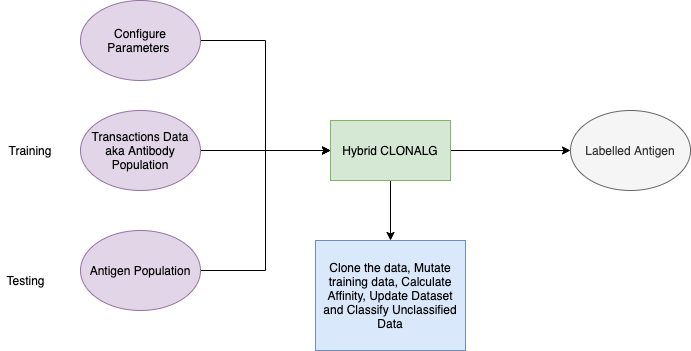 Configure
Parameters
Training
Transactions Data
aka Antibody
Population
Hybrid CLONALG
Labelled Antigen
Testing
Antigen Population
Clone the data, Mutate
training data, Calculate
Affinity, Update Dataset
and Classify Unclassified
Data